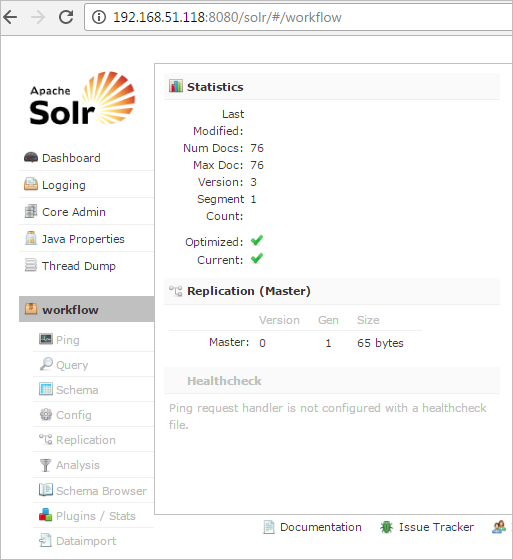 192.168.51.118:8080/solr/#/workflow
Apache
Solr
Dashboard
Logging
Core Admin
Java Properties
Thread Dump
workflow
Ping
Query
Schema
Config
Replication
Analysis
Schema Browser
Plugins / Stats
Dataimport
Statistics
Last
Modified:
Num Docs: 76
Max Doc: 76
Version: 3
Segment 1
Count:
Optimized:
Current:
Replication (Master)
Version Gen Size
Master: 0 1 65 bytes
Healthcheck
Ping request handler is not configured with a healthcheck
file.
Documentation Issue Tracker